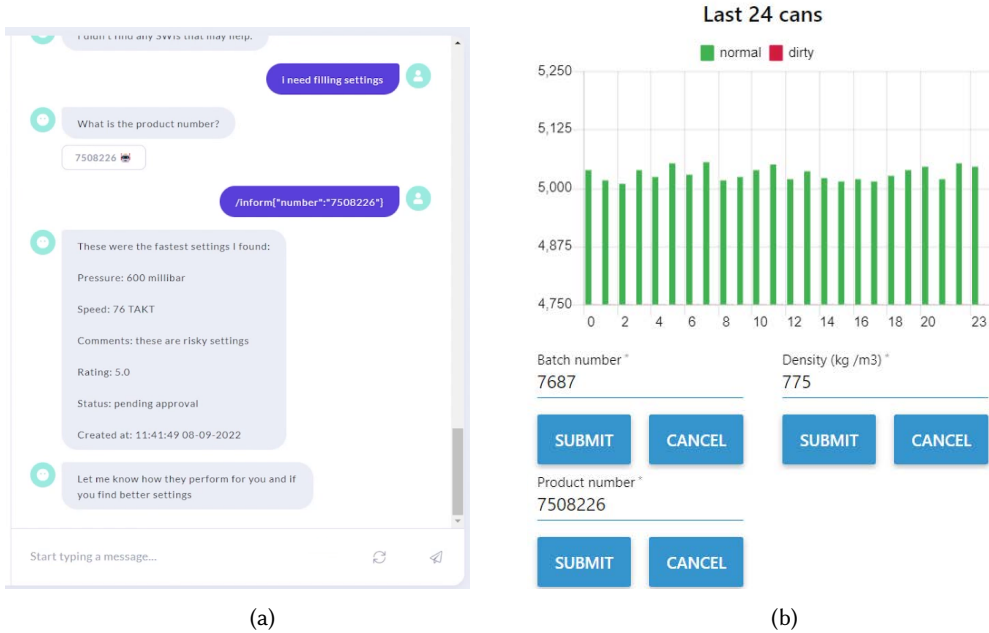 I didn't find any SWIs that may help.
I need filling settings
What is the product number?
7508226
/inform{"number":"7508226"}
These were the fastest settings I found:
Pressure: 600 millibar
Speed: 76 TAKT
Comments: these are risky settings
Rating: 5.0
Status: pending approval
Created at: 11:41:49 08-09-2022
Let me know how they perform for you and if
you find better settings
Start typing a message...
(a)
Last 24 cans
normal dirty
5,250
5,125
5,000
4,875
4,750
0 2 4 6 8 10 12 14 16 18 20 23
Batch number * Density (kg /m3) *
7687 775
SUBMIT CANCEL SUBMIT CANCEL
Product number *
7508226
SUBMIT CANCEL
(b)